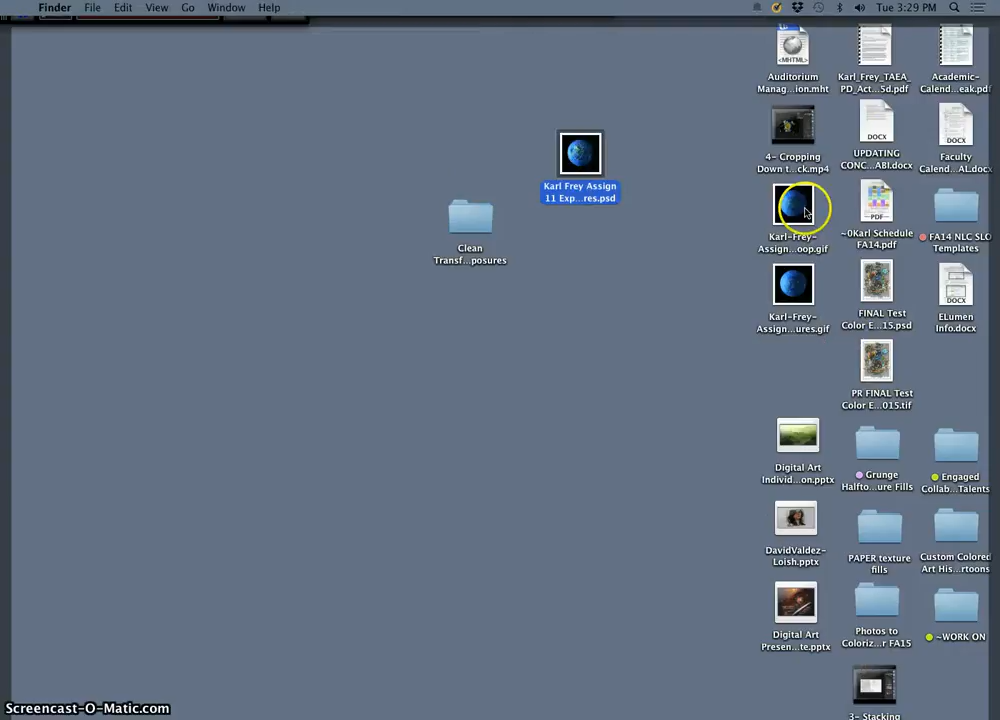 Finder File Edit View Go Window Help Tue 3:29 PM
<MHTML>
Auditorium
Manag...ion.mht
Karl_Frey_TAEA_
PD_Act...5d.pdf
Academic-
Calend...eak.pdf
4- Cropping
Down t...ck.mp4
DOCX
UPDATING
CONC...ABI.docx
DOCX
Faculty
Calend...AL.docx
Karl Frey Assign
11 Exp...res.psd
Clean
Transf...posures
Karl-Frey-
Assign...oop.gif
PDF
~0Karl Schedule
FA14.pdf
FA14 NLC SLO
Templates
Karl-Frey-
Assign...ures.gif
FINAL Test
Color E...15.psd
DOCX
ELumen
Info.docx
PR FINAL Test
Color E...015.tif
Digital Art
Individ...on.pptx
Grunge
Halfto...ure Fills
Engaged
Collab...Talents
DavidValdez-
Loish.pptx
PAPER texture
fills
Custom Colored
Art His...rtoons
Digital Art
Presen...te.pptx
Photos to
Coloriz...r FA15
~WORK ON
3- Stacking
Screencast-O-Matic.com